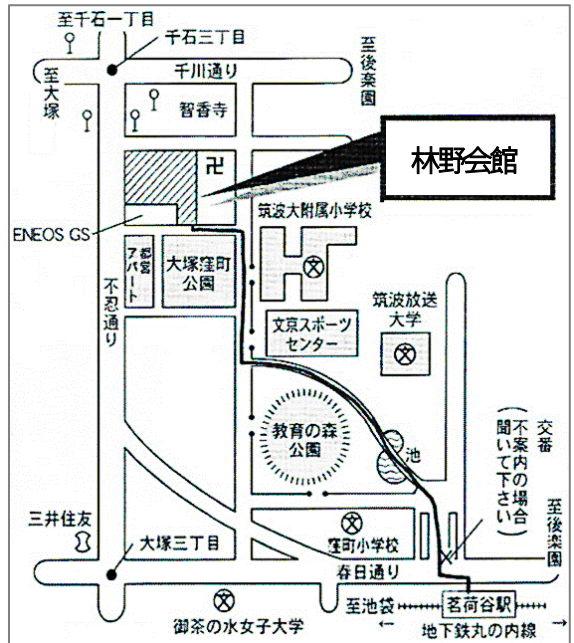 至千石一丁目
千石三丁目
千川通り
至後楽園
至大塚
智香寺
林野会館
卍
ENEOS GS
筑波大附属小学校
文
都営アパート
大塚窪町
公園
不忍通り
文京スポーツ
センター
筑波放送
大学
文
教育の森
公園
池
交番
(不案内の場合
聞いて下さい)
三井住友
大塚三丁目
文
窪町小学校
至後楽園
春日通り
文
御茶の水女子大学
至池袋
茗荷谷駅
← 地下鉄丸の内線 →